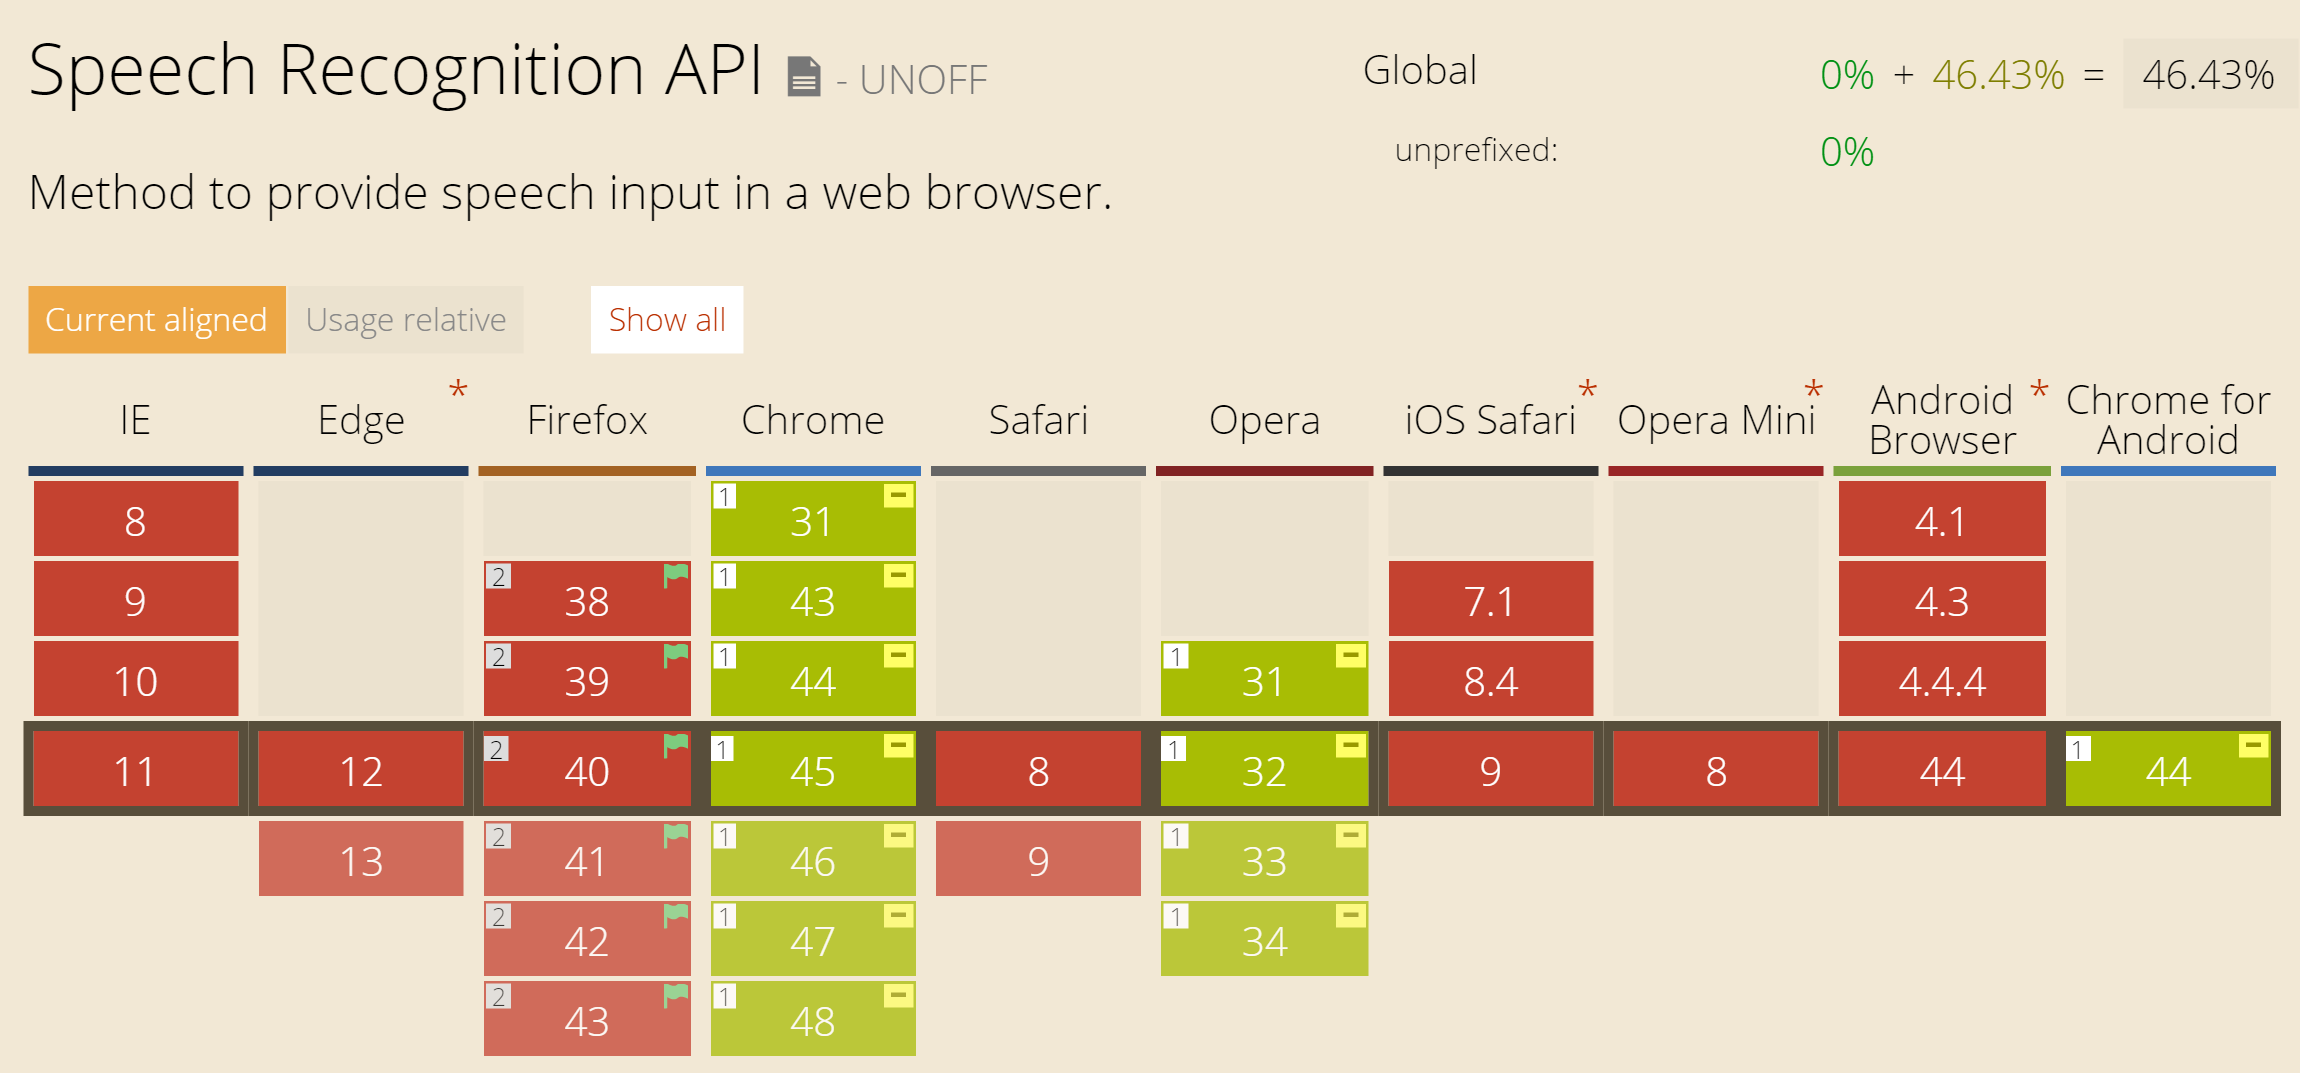 Speech Recognition API - UNOFF
Global 0% + 46.43% = 46.43%
unprefixed: 0%
Method to provide speech input in a web browser.
Current aligned Usage relative Show all
IE Edge * Firefox Chrome Safari Opera iOS Safari * Opera Mini * Android Browser * Chrome for Android
8 1 31 4.1
9 2 38 1 43 7.1 4.3
10 2 39 1 44 1 31 8.4 4.4.4
11 12 2 40 1 45 8 1 32 9 8 44 1 44
13 2 41 1 46 9 1 33
2 42 1 47 1 34
2 43 1 48